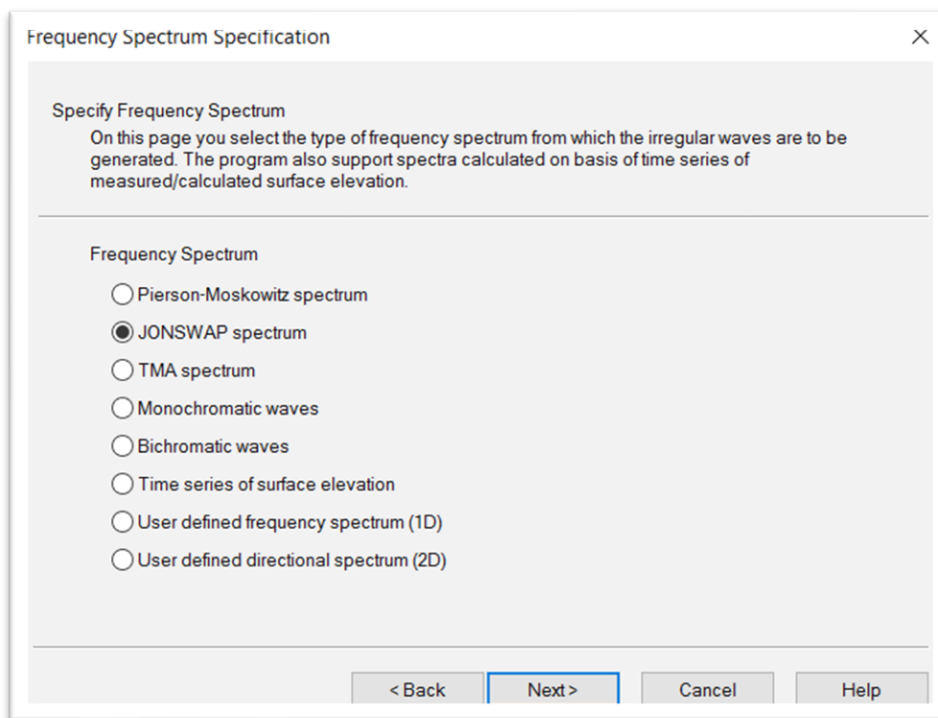 Frequency Spectrum Specification
Specify Frequency Spectrum
On this page you select the type of frequency spectrum from which the irregular waves are to be
generated. The program also support spectra calculated on basis of time series of
measured/calculated surface elevation.
Frequency Spectrum
Pierson-Moskowitz spectrum
JONSWAP spectrum
TMA spectrum
Monochromatic waves
Bichromatic waves
Time series of surface elevation
User defined frequency spectrum (1D)
User defined directional spectrum (2D)
< Back Next > Cancel Help